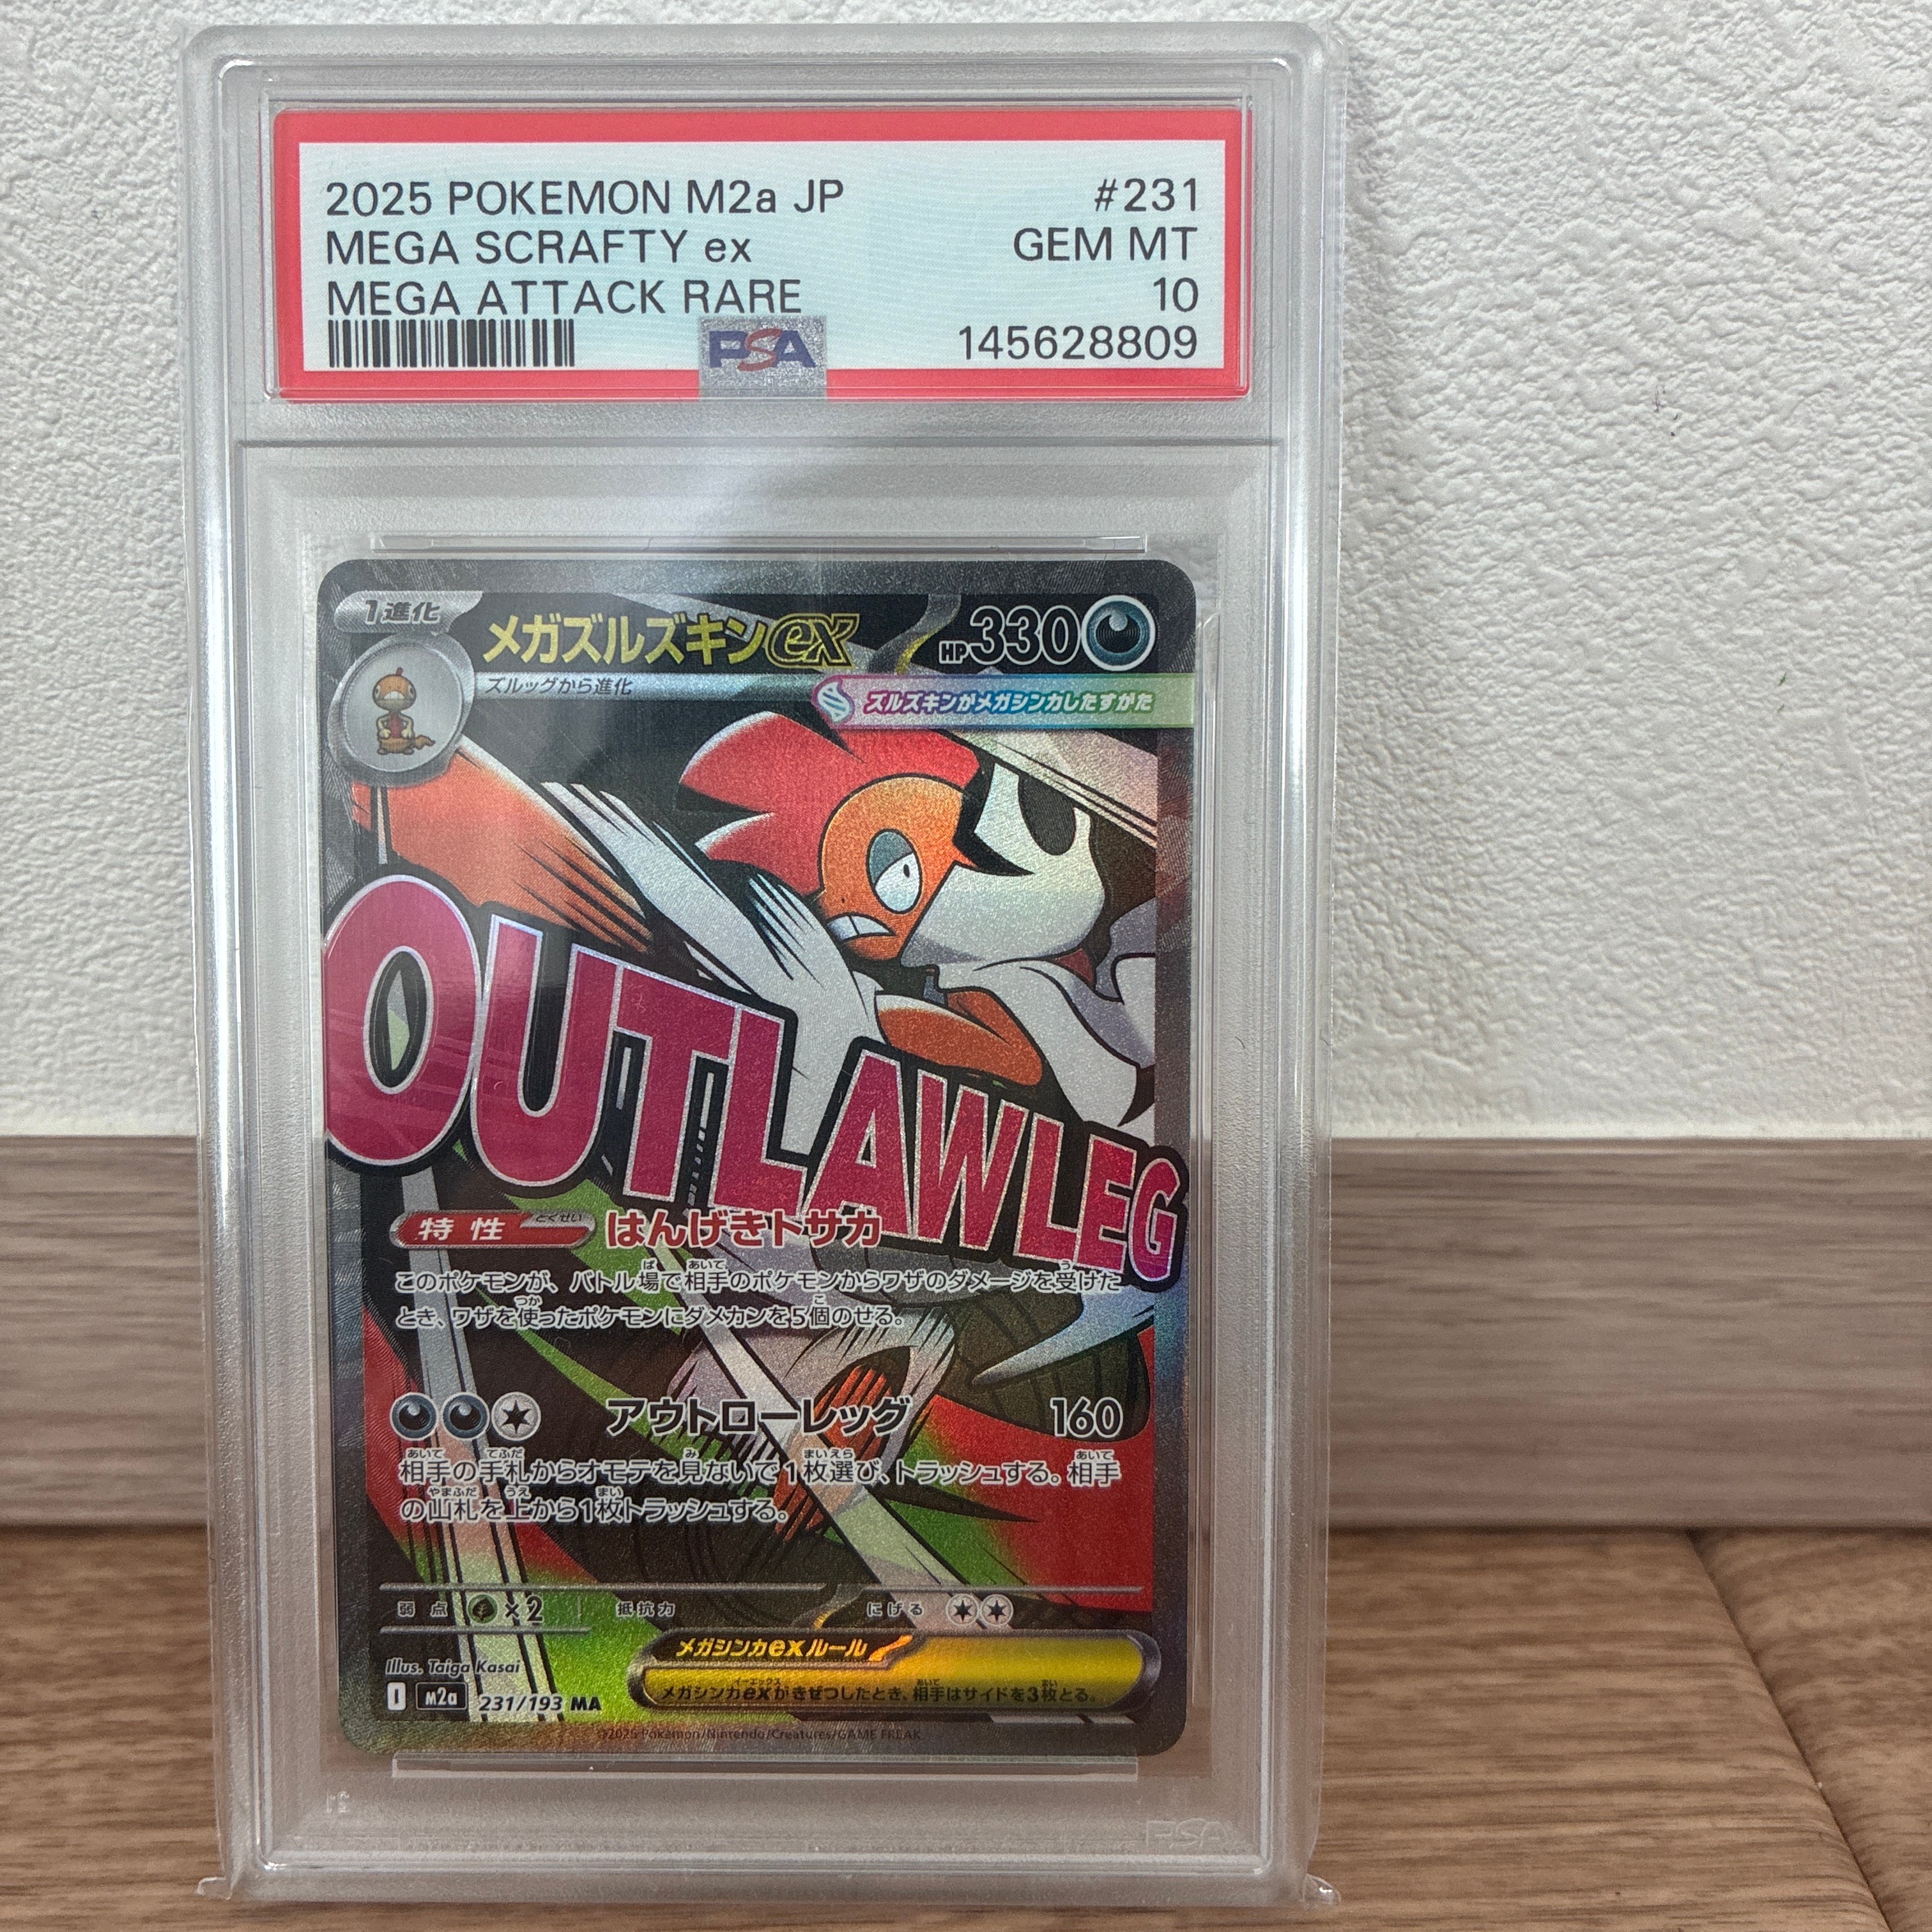 2025 POKEMON M2a JP #231
MEGA SCRAFTY ex GEM MT
MEGA ATTACK RARE 10
PSA 145628809
1進化
メガズルズキンex HP330
ズルッグから進化
ズルズキンがメガシンカしたすがた
OUTLAW LEG
特性 とくせい はんげきトサカ
このポケモンが、バトル場で相手のポケモンからワザのダメージを受けた
とき、ワザを使ったポケモンにダメカンを5個のせる。
アウトローレッグ 160
相手の手札からオモテを見ないで1枚選び、トラッシュする。相手
の山札を上から1枚トラッシュする。
弱点 ×2 抵抗力 にげる
メガシンカexルール
メガシンカexがきぜつしたとき、相手はサイドを3枚とる。
Illus. Taiga Kasai
I m2a 231/193 MA
©2025 Pokémon/Nintendo/Creatures/GAME FREAK
PSA